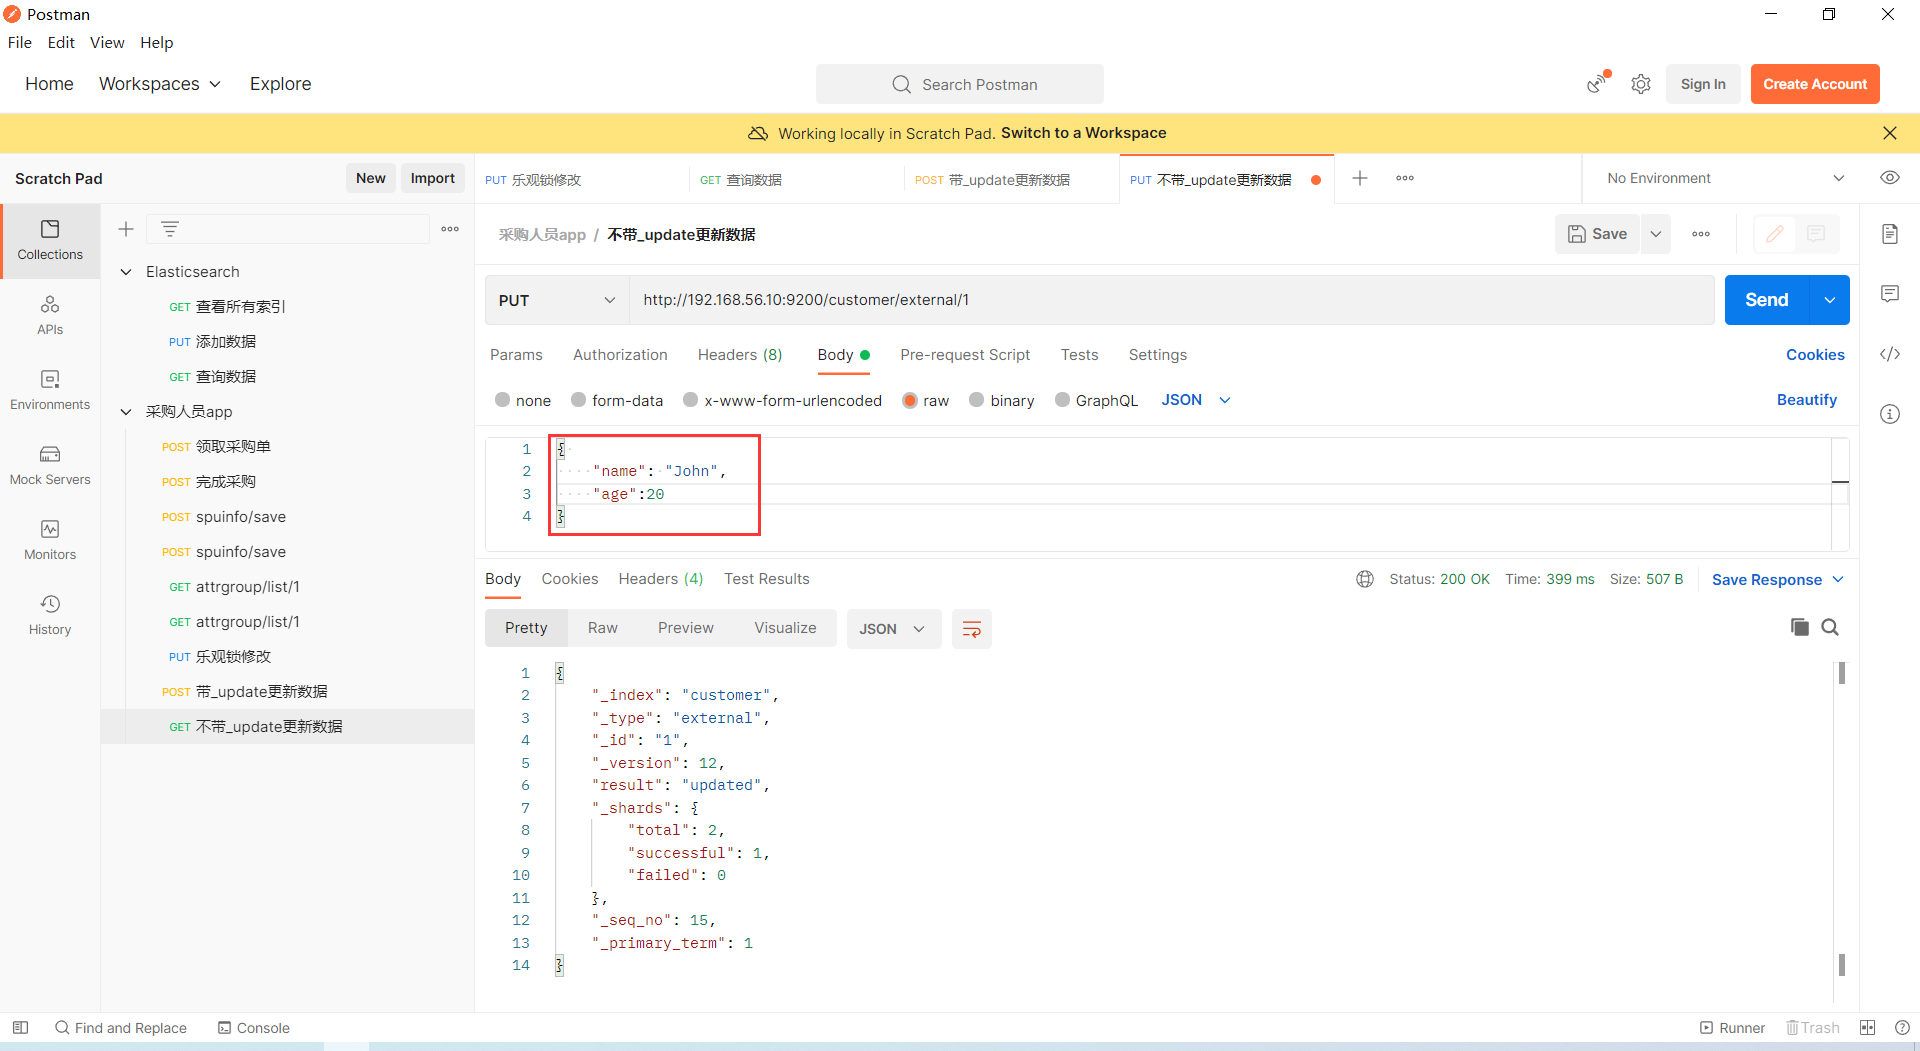 Postman
File Edit View Help
Home Workspaces Explore Search Postman Sign In Create Account
Working locally in Scratch Pad. Switch to a Workspace
Scratch Pad New Import PUT 乐观锁修改 GET 查询数据 POST 带_update更新数据 PUT 不带_update更新数据 No Environment
采购人员app / 不带_update更新数据 Save
Collections
APIs
Environments
Mock Servers
Monitors
History
Elasticsearch
GET 查看所有索引
PUT 添加数据
GET 查询数据
采购人员app
POST 领取采购单
POST 完成采购
POST spuinfo/save
POST spuinfo/save
GET attrgroup/list/1
GET attrgroup/list/1
PUT 乐观锁修改
POST 带_update更新数据
GET 不带_update更新数据
PUT http://192.168.56.10:9200/customer/external/1 Send
Params Authorization Headers (8) Body Pre-request Script Tests Settings Cookies
none form-data x-www-form-urlencoded raw binary GraphQL JSON Beautify
1 {
2 "name": "John",
3 "age":20
4 }
Body Cookies Headers (4) Test Results Status: 200 OK Time: 399 ms Size: 507 B Save Response
Pretty Raw Preview Visualize JSON
1 {
2 "_index": "customer",
3 "_type": "external",
4 "_id": "1",
5 "_version": 12,
6 "result": "updated",
7 "_shards": {
8 "total": 2,
9 "successful": 1,
10 "failed": 0
11 },
12 "_seq_no": 15,
13 "_primary_term": 1
14 }
Find and Replace Console Runner Trash